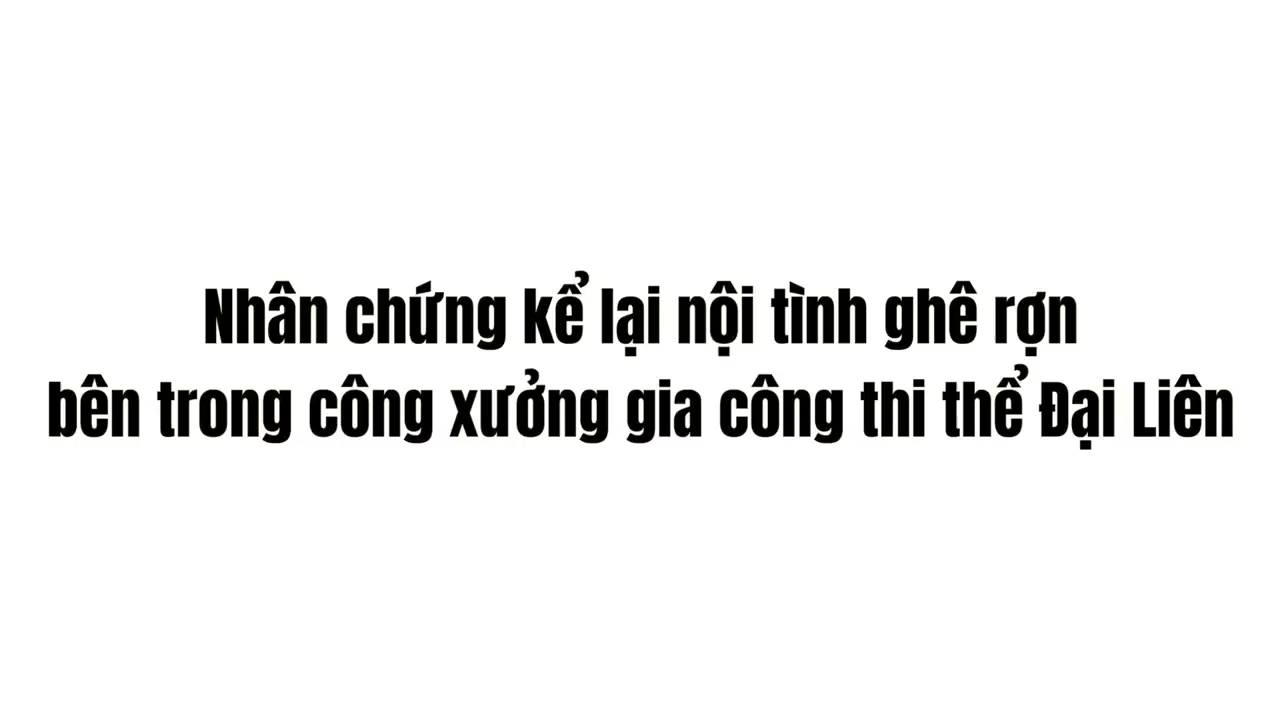 Nhân chứng kể lại nội tình ghê rợn
bên trong công xưởng gia công thi thể Đại Liên